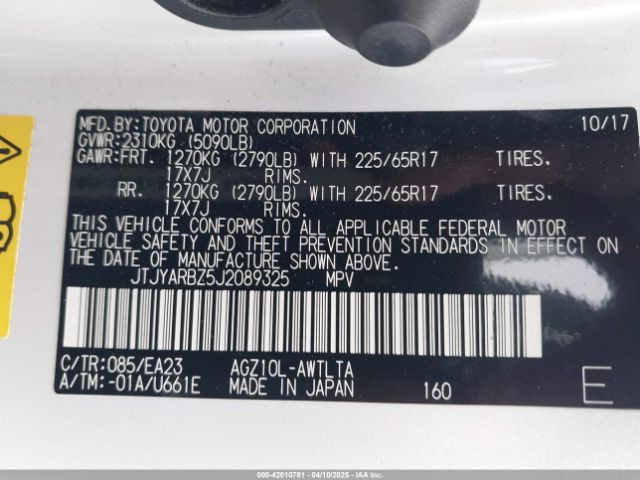 MFD.BY:TOYOTA MOTOR CORPORATION 10/17
GVWR:2310KG (5090LB)
GAWR:FRT. 1270KG (2790LB) WITH 225/65R17 TIRES.
17X7J RIMS.
RR. 1270KG (2790LB) WITH 225/65R17 TIRES.
17X7J RIMS.
THIS VEHICLE CONFORMS TO ALL APPLICABLE FEDERAL MOTOR
VEHICLE SAFETY AND THEFT PREVENTION STANDARDS IN EFFECT ON
THE DATE OF MANUFACTURE SHOWN ABOVE.
JTJYARBZ5J2089325 MPV
C/TR:085/EA23 AGZ10L-AWTLTA
A/TM:-01A/U661E MADE IN JAPAN 160 E
000-42010761 - 04/10/2025 - IAA, Inc.